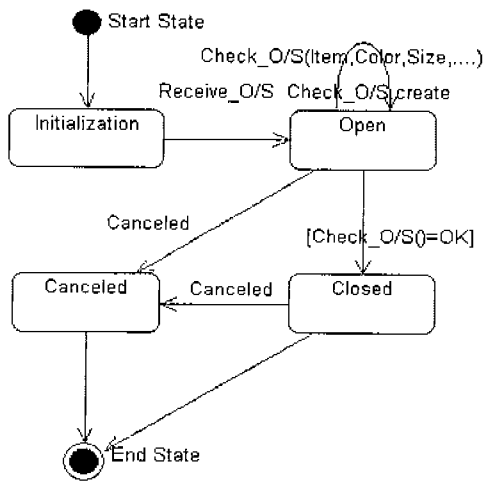 Start State
Check_O/S(Item,Color,Size,....)
Receive_O/S Check_O/S,create
Initialization
Open
Canceled
[Check_O/S()=OK]
Canceled
Canceled
Closed
End State